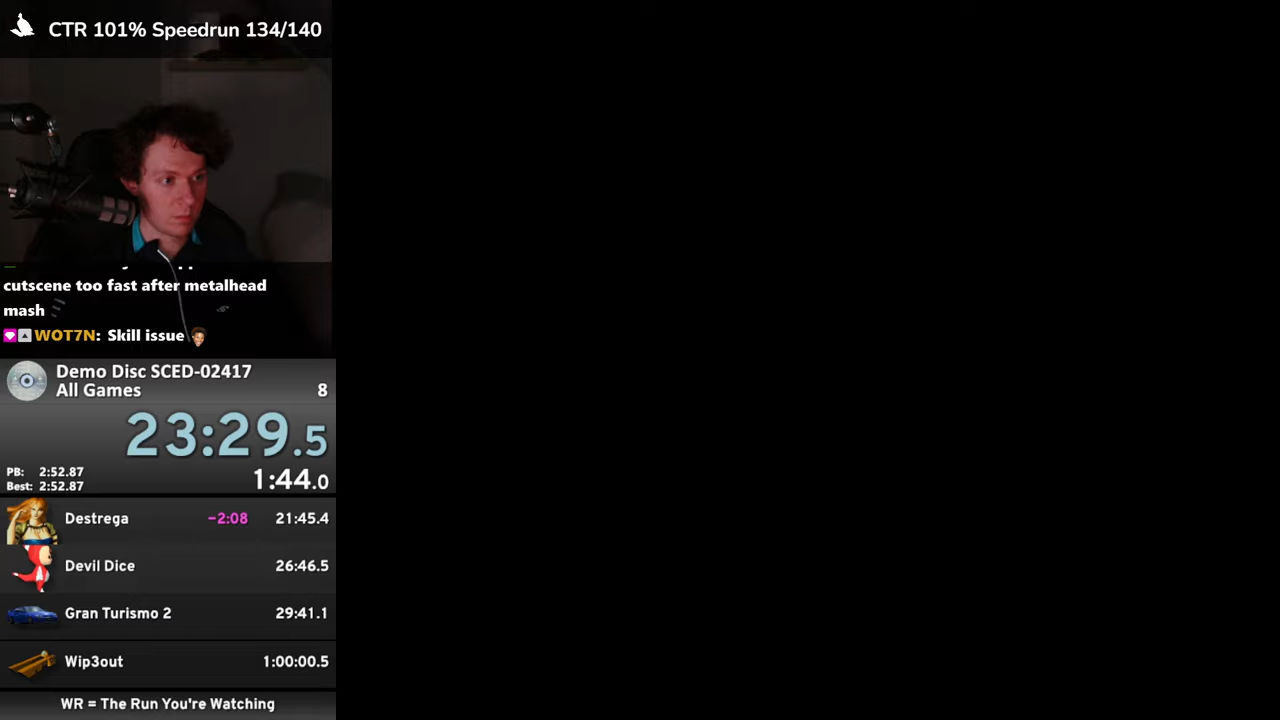 CTR 101% Speedrun 134/140
cutscene too fast after metalhead
mash
WOT7N: Skill issue
Demo Disc SCED-02417
All Games 8
23:29.5
PB: 2:52.87
Best: 2:52.87
1:44.0
Destrega -2:08 21:45.4
Devil Dice 26:46.5
Gran Turismo 2 29:41.1
Wip3out 1:00:00.5
WR = The Run You're Watching